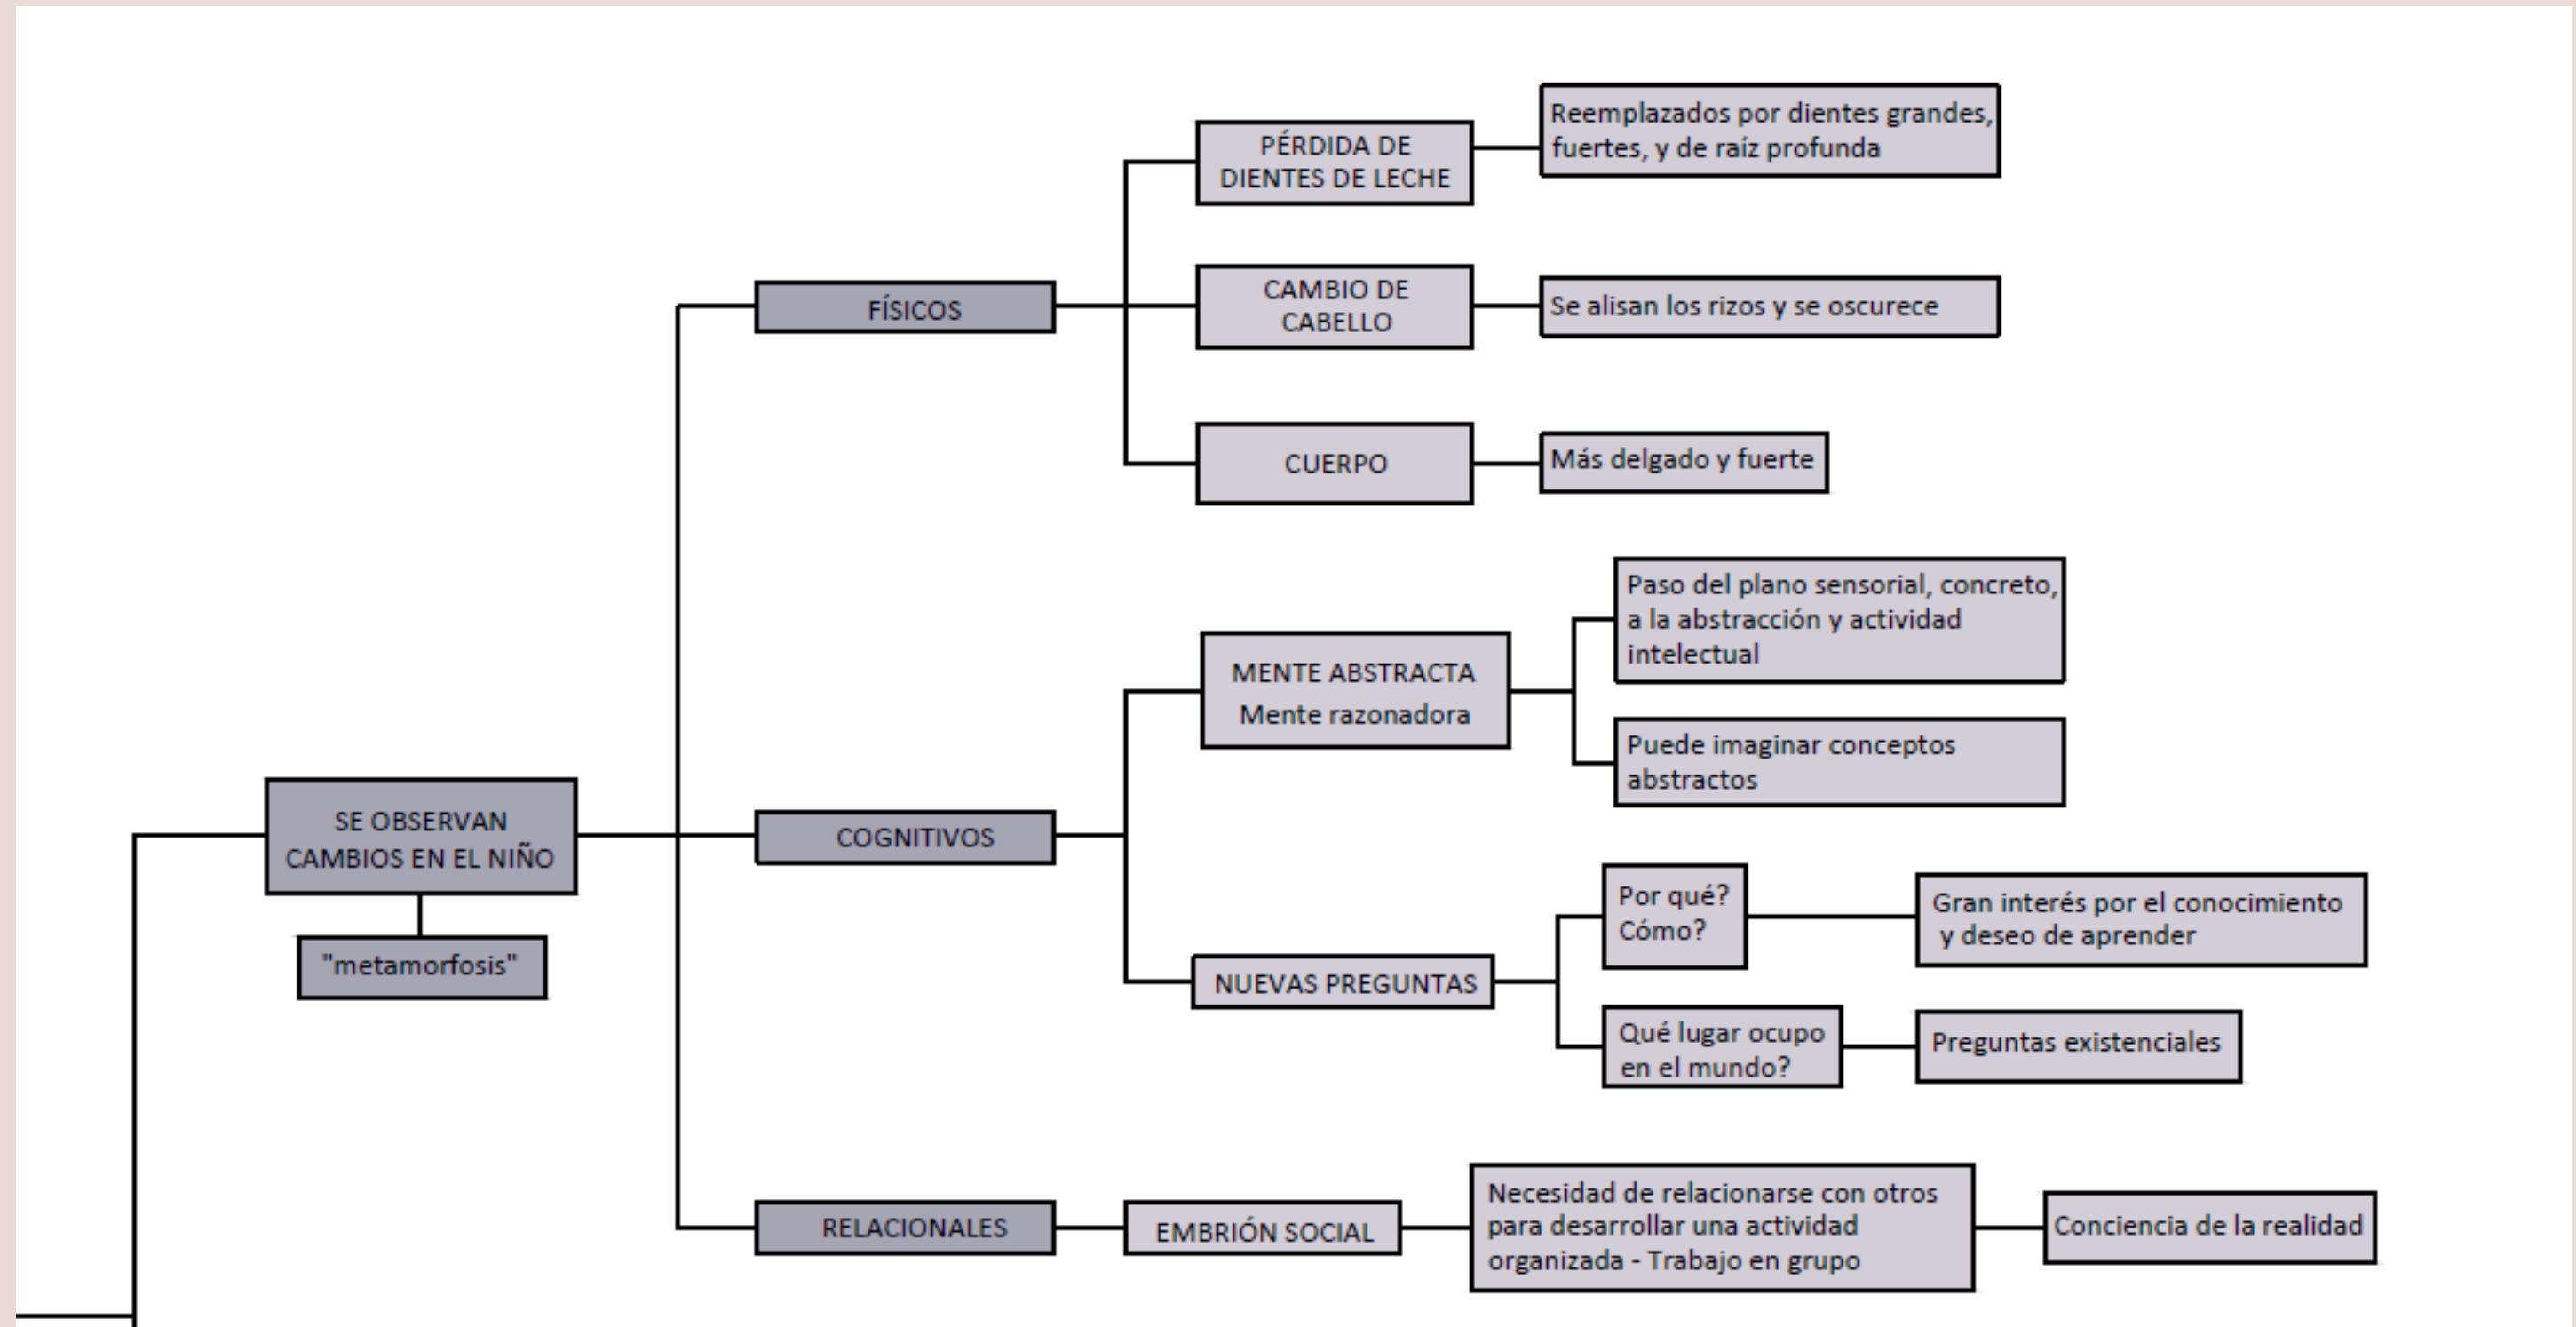 PÉRDIDA DE
DIENTES DE LECHE
Reemplazados por dientes grandes,
fuertes, y de raíz profunda
FÍSICOS
CAMBIO DE
CABELLO
Se alisan los rizos y se oscurece
CUERPO
Más delgado y fuerte
SE OBSERVAN
CAMBIOS EN EL NIÑO
"metamorfosis"
COGNITIVOS
MENTE ABSTRACTA
Mente razonadora
Paso del plano sensorial, concreto,
a la abstracción y actividad
intelectual
Puede imaginar conceptos
abstractos
NUEVAS PREGUNTAS
Por qué?
Cómo?
Gran interés por el conocimiento
y deseo de aprender
Qué lugar ocupo
en el mundo?
Preguntas existenciales
RELACIONALES
EMBRIÓN SOCIAL
Necesidad de relacionarse con otros
para desarrollar una actividad
organizada - Trabajo en grupo
Conciencia de la realidad